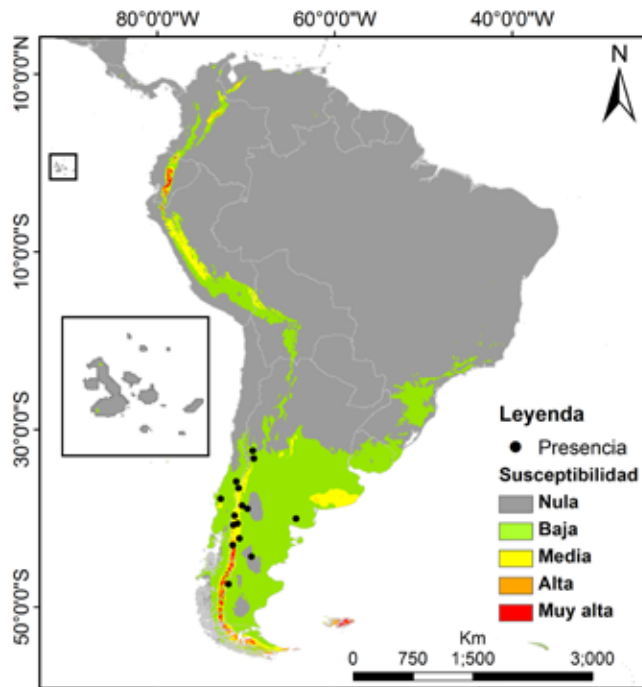 80°0'0"W 60°0'0"W 40°0'0"W
10°0'0"N
10°0'0"S
30°0'0"S
50°0'0"S
N
Leyenda
Presencia
Susceptibilidad
Nula
Baja
Media
Alta
Muy alta
Km
0 750 1:500 3;000